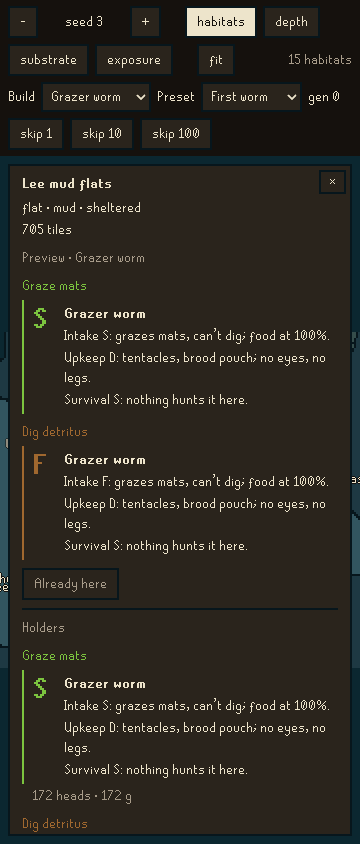 - seed 3 + habitats depth
substrate exposure fit 15 habitats
Build Grazer worm Preset First worm gen 0
skip 1 skip 10 skip 100
Lee mud flats ×
flat • mud • sheltered
705 tiles
Preview • Grazer worm
Graze mats
S Grazer worm
Intake S: grazes mats, can't dig; food at 100%.
Upkeep D: tentacles, brood pouch; no eyes, no
legs.
Survival S: nothing hunts it here.
Dig detritus
F Grazer worm
Intake F: grazes mats, can't dig; food at 100%.
Upkeep D: tentacles, brood pouch; no eyes, no
legs.
Survival S: nothing hunts it here.
Already here
Holders
Graze mats
S Grazer worm
Intake S: grazes mats, can't dig; food at 100%.
Upkeep D: tentacles, brood pouch; no eyes, no
legs.
Survival S: nothing hunts it here.
172 heads • 172 g
Dig detritus